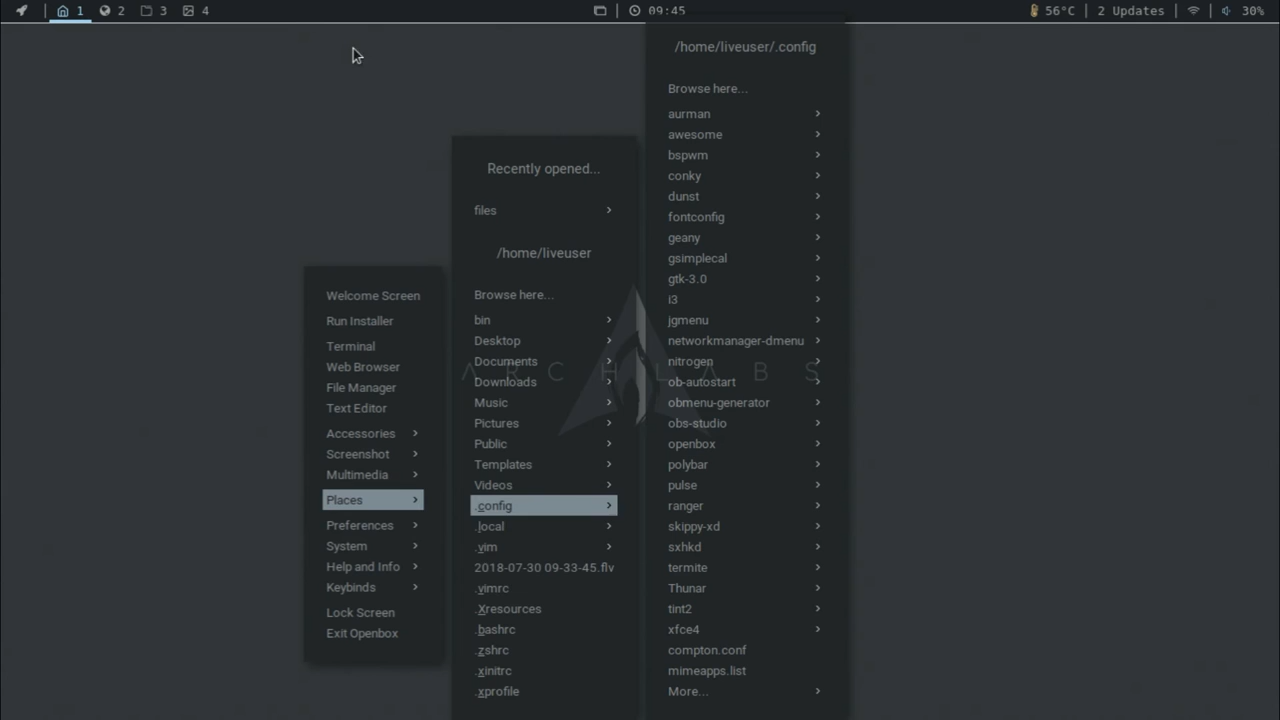 1 2 3 4 09:45 56°C 2 Updates 30%
Welcome Screen
Run Installer
Terminal
Web Browser
File Manager
Text Editor
Accessories
Screenshot
Multimedia
Places
Preferences
System
Help and Info
Keybinds
Lock Screen
Exit Openbox
Recently opened...
files
/home/liveuser
Browse here...
bin
Desktop
Documents
Downloads
Music
Pictures
Public
Templates
Videos
.config
.local
.vim
2018-07-30 09-33-45.flv
.vimrc
.Xresources
.bashrc
.zshrc
.xinitrc
.xprofile
/home/liveuser/.config
Browse here...
aurman
awesome
bspwm
conky
dunst
fontconfig
geany
gsimplecal
gtk-3.0
i3
jgmenu
networkmanager-dmenu
nitrogen
ob-autostart
obmenu-generator
obs-studio
openbox
polybar
pulse
ranger
skippy-xd
sxhkd
termite
Thunar
tint2
xfce4
compton.conf
mimeapps.list
More...
ARCHLABS